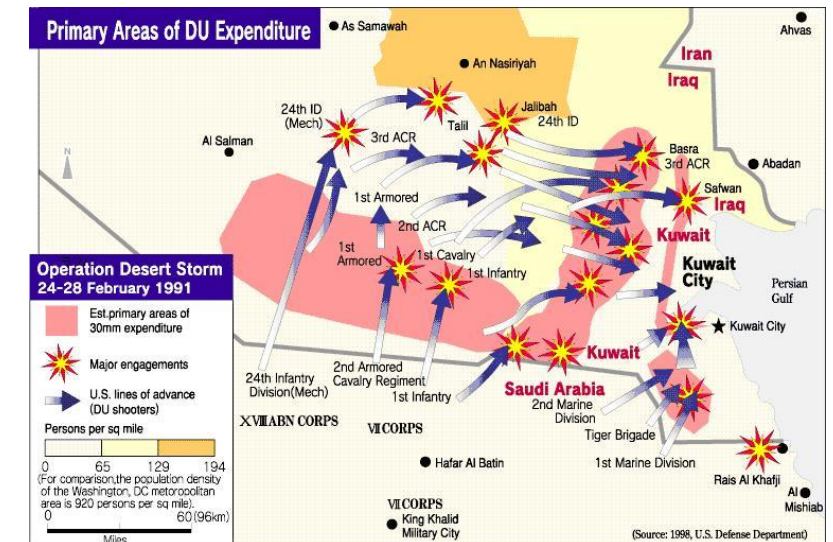 Primary Areas of DU Expenditure
As Samawah
Ahvas
Iran
Iraq
An Nasiriyah
24th ID
(Mech)
Talil
Jalibah
24th ID
3rd ACR
Al Salman
N
Basra
3rd ACR
Abadan
1st Armored
Safwan
Iraq
2nd ACR
Kuwait
1st
Armored
1st Cavalry
1st Infantry
Kuwait
City
Persian
Gulf
Kuwait City
Operation Desert Storm
24-28 February 1991
Est.primary areas of
30mm expenditure
Major engagements
U.S. lines of advance
(DU shooters)
Persons per sq mile
0 65 129 194
(For comparison,the population density
of the Washington, DC meteropolitan
area is 920 persons per sq mile).
0 60 (96km)
Miles
24th Infantry
Division(Mech)
2nd Armored
Cavalry Regiment
1st Infantry
Kuwait
Saudi Arabia
2nd Marine
Division
Tiger Brigade
1st Marine Division
XVIIIABN CORPS
VII CORPS
Hafar Al Batin
Rais Al Khafji
Al
Mishiab
VII CORPS
King Khalid
Military City
(Source: 1998, U.S. Defense Department)